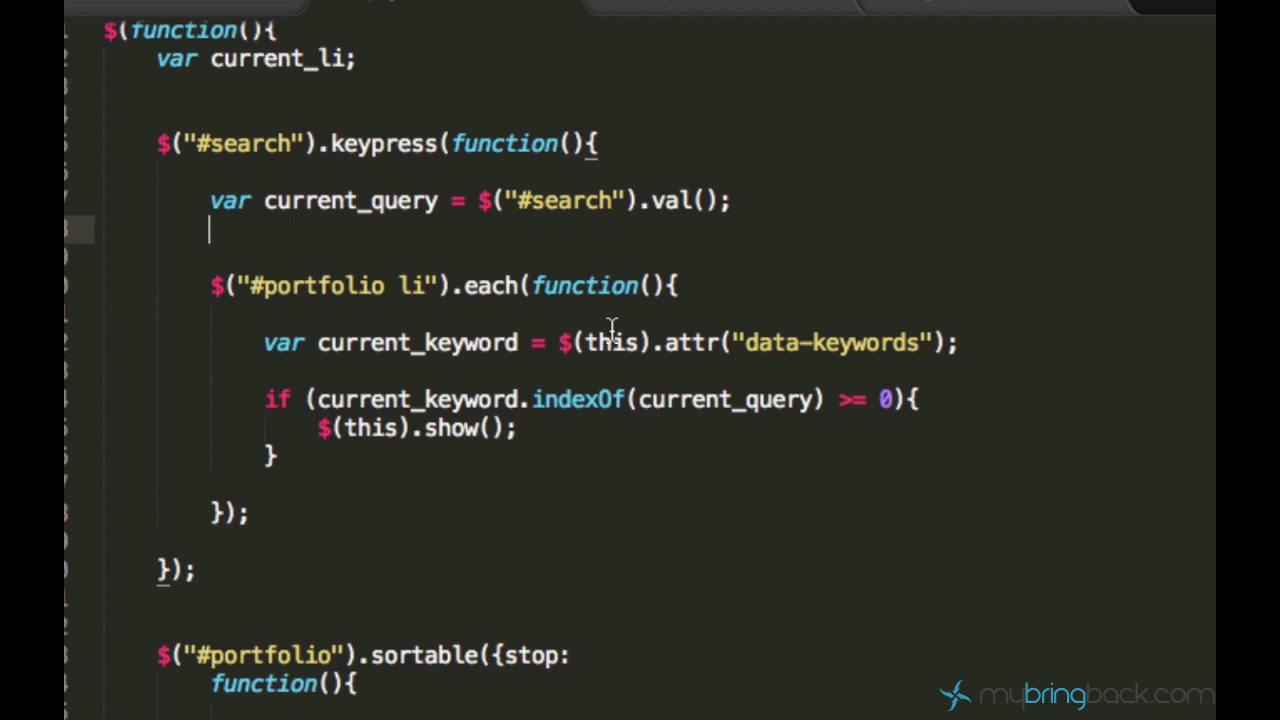 $(function(){
var current_li;
$("#search").keypress(function(){
var current_query = $("#search").val();
$("#portfolio li").each(function(){
var current_keyword = $(this).attr("data-keywords");
if (current_keyword.indexOf(current_query) >= 0){
$(this).show();
}
});
});
$("#portfolio").sortable({stop:
function(){
mybringback.com